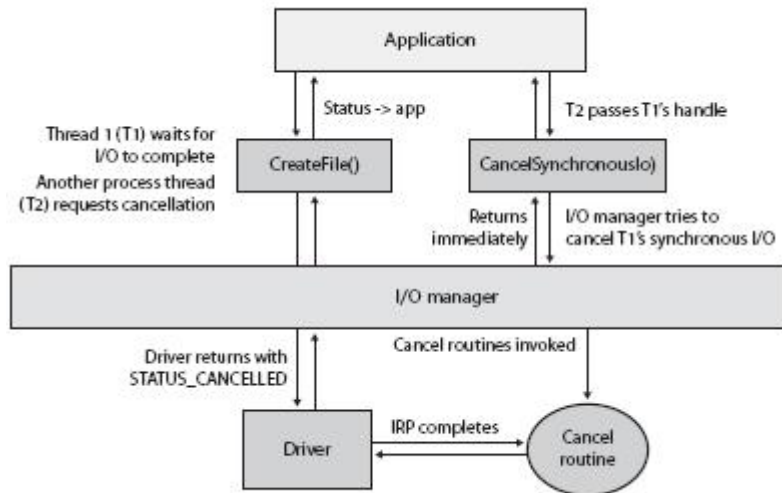 Application
Status -> app
T2 passes T1's handle
Thread 1 (T1) waits for
I/O to complete
Another process thread
(T2) requests cancellation
CreateFile()
CancelSynchronousIo)
Returns
immediately
I/O manager tries to
cancel T1's synchronous I/O
I/O manager
Driver returns with
STATUS_CANCELLED
Cancel routines invoked
Driver
IRP completes
Cancel
routine